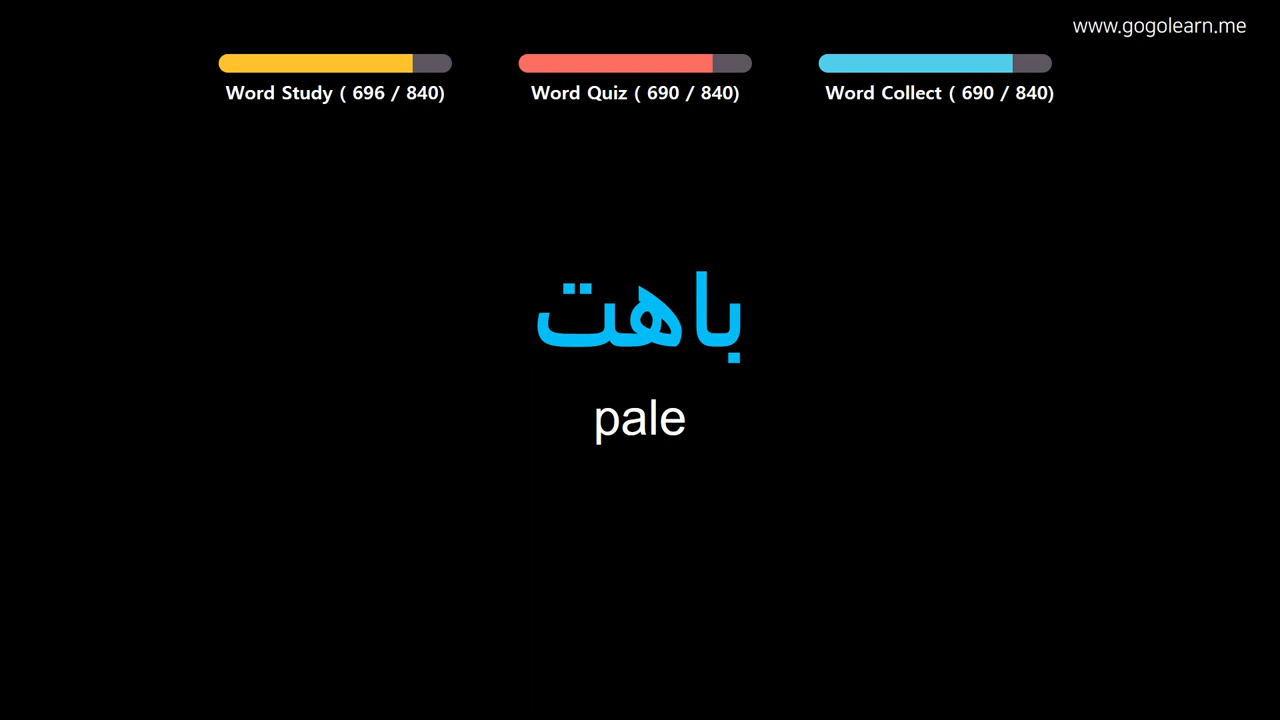 www.gogolearn.me
Word Study ( 696 / 840)
Word Quiz ( 690 / 840)
Word Collect ( 690 / 840)
باهت
pale